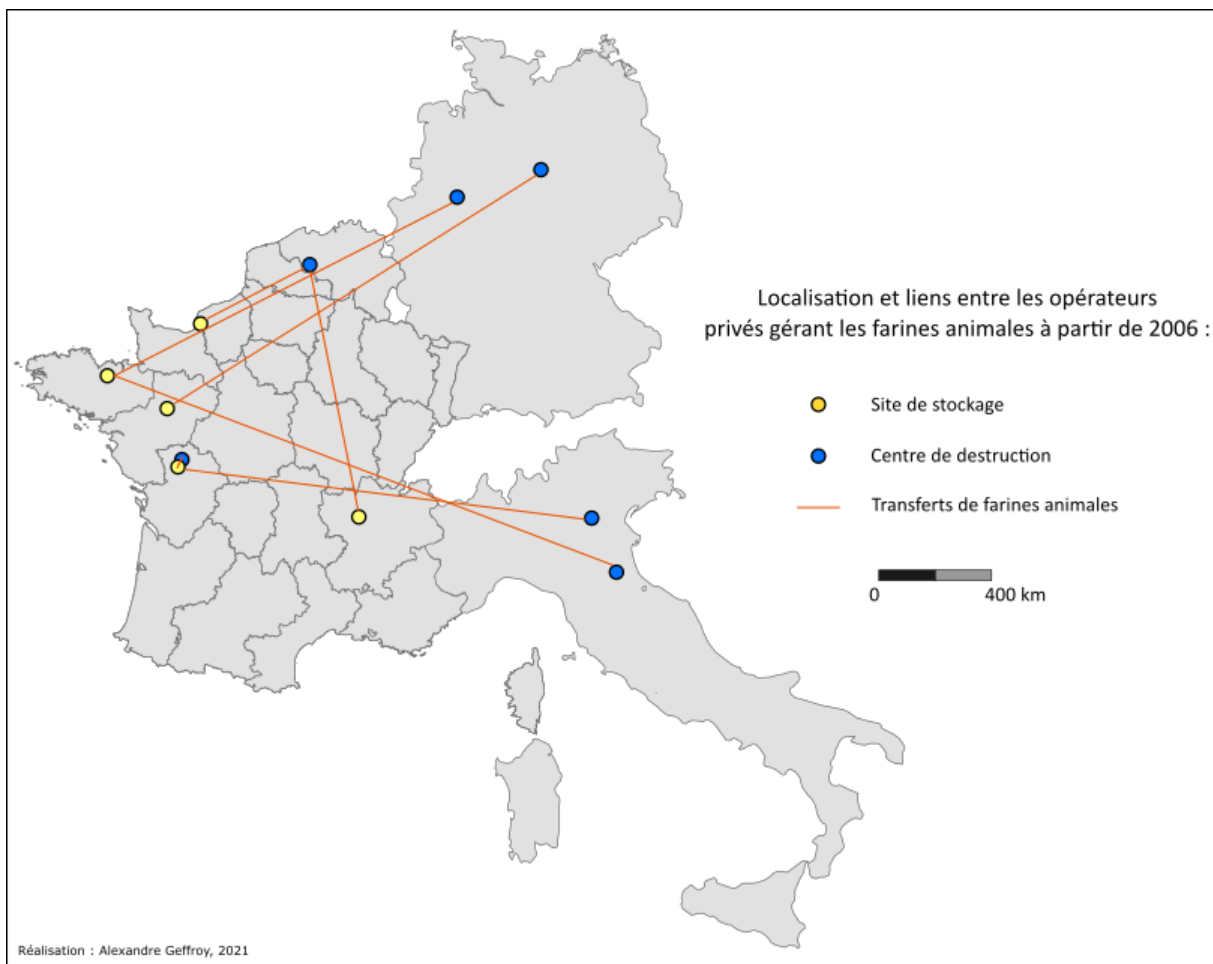 Localisation et liens entre les opérateurs
privés gérant les farines animales à partir de 2006 :
Site de stockage
Centre de destruction
Transferts de farines animales
0 400 km
Réalisation : Alexandre Geffroy, 2021